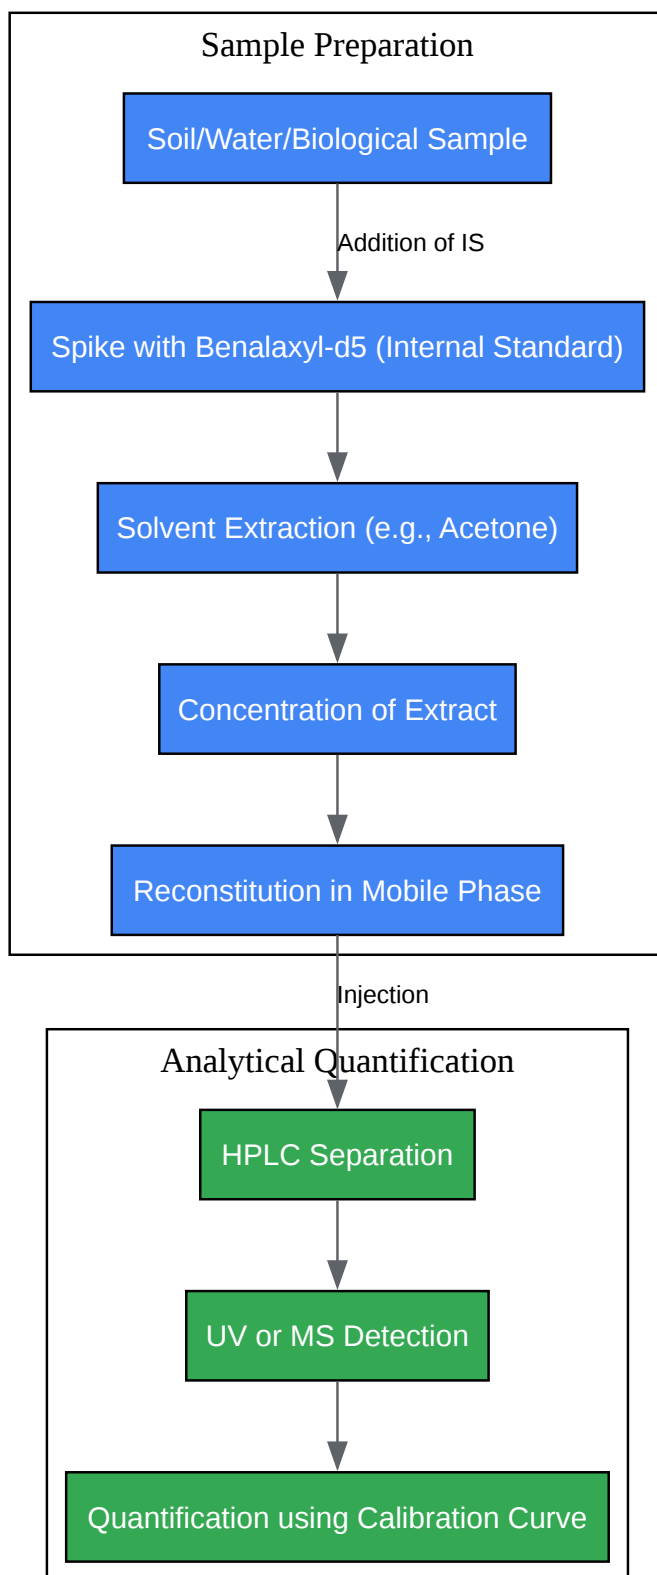 Sample Preparation
Soil/Water/Biological Sample
Addition of IS
Spike with Benalaxyl-d5 (Internal Standard)
Solvent Extraction (e.g., Acetone)
Concentration of Extract
Reconstitution in Mobile Phase
Injection
Analytical Quantification
HPLC Separation
UV or MS Detection
Quantification using Calibration Curve